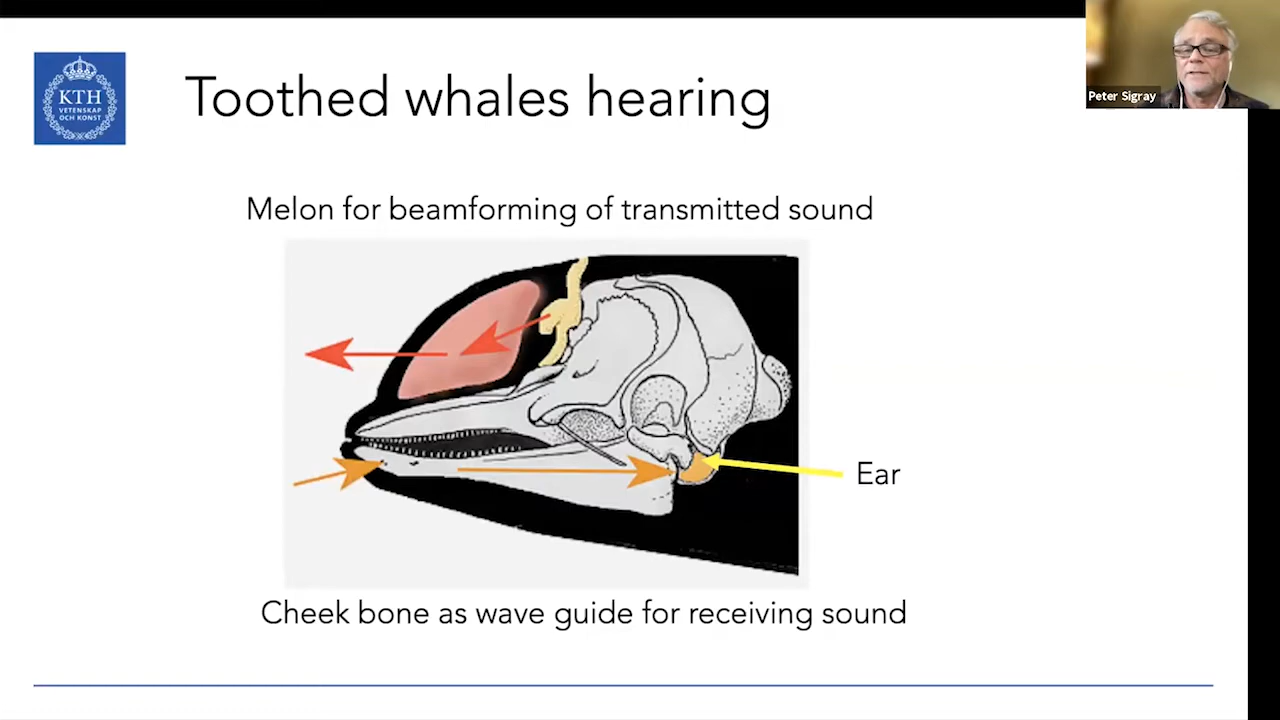 Peter Sigray
KTH
VETENSKAP
OCH KONST
Toothed whales hearing
Melon for beamforming of transmitted sound
Ear
Cheek bone as wave guide for receiving sound